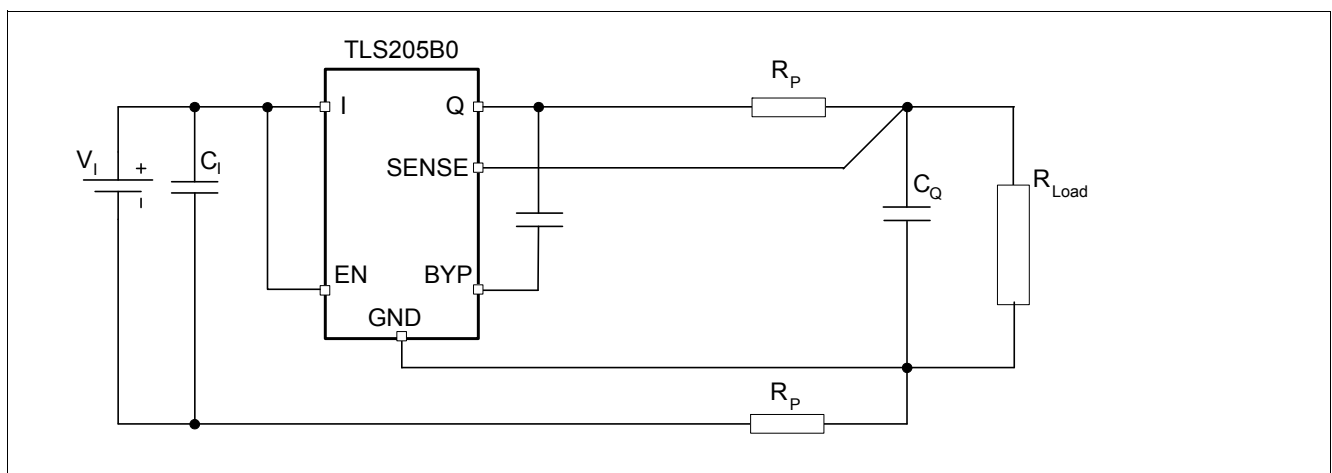 TLS205B0
I
Q
R_P
SENSE
V_I
+
C_I
C_Q
R_Load
EN
BYP
GND
R_P